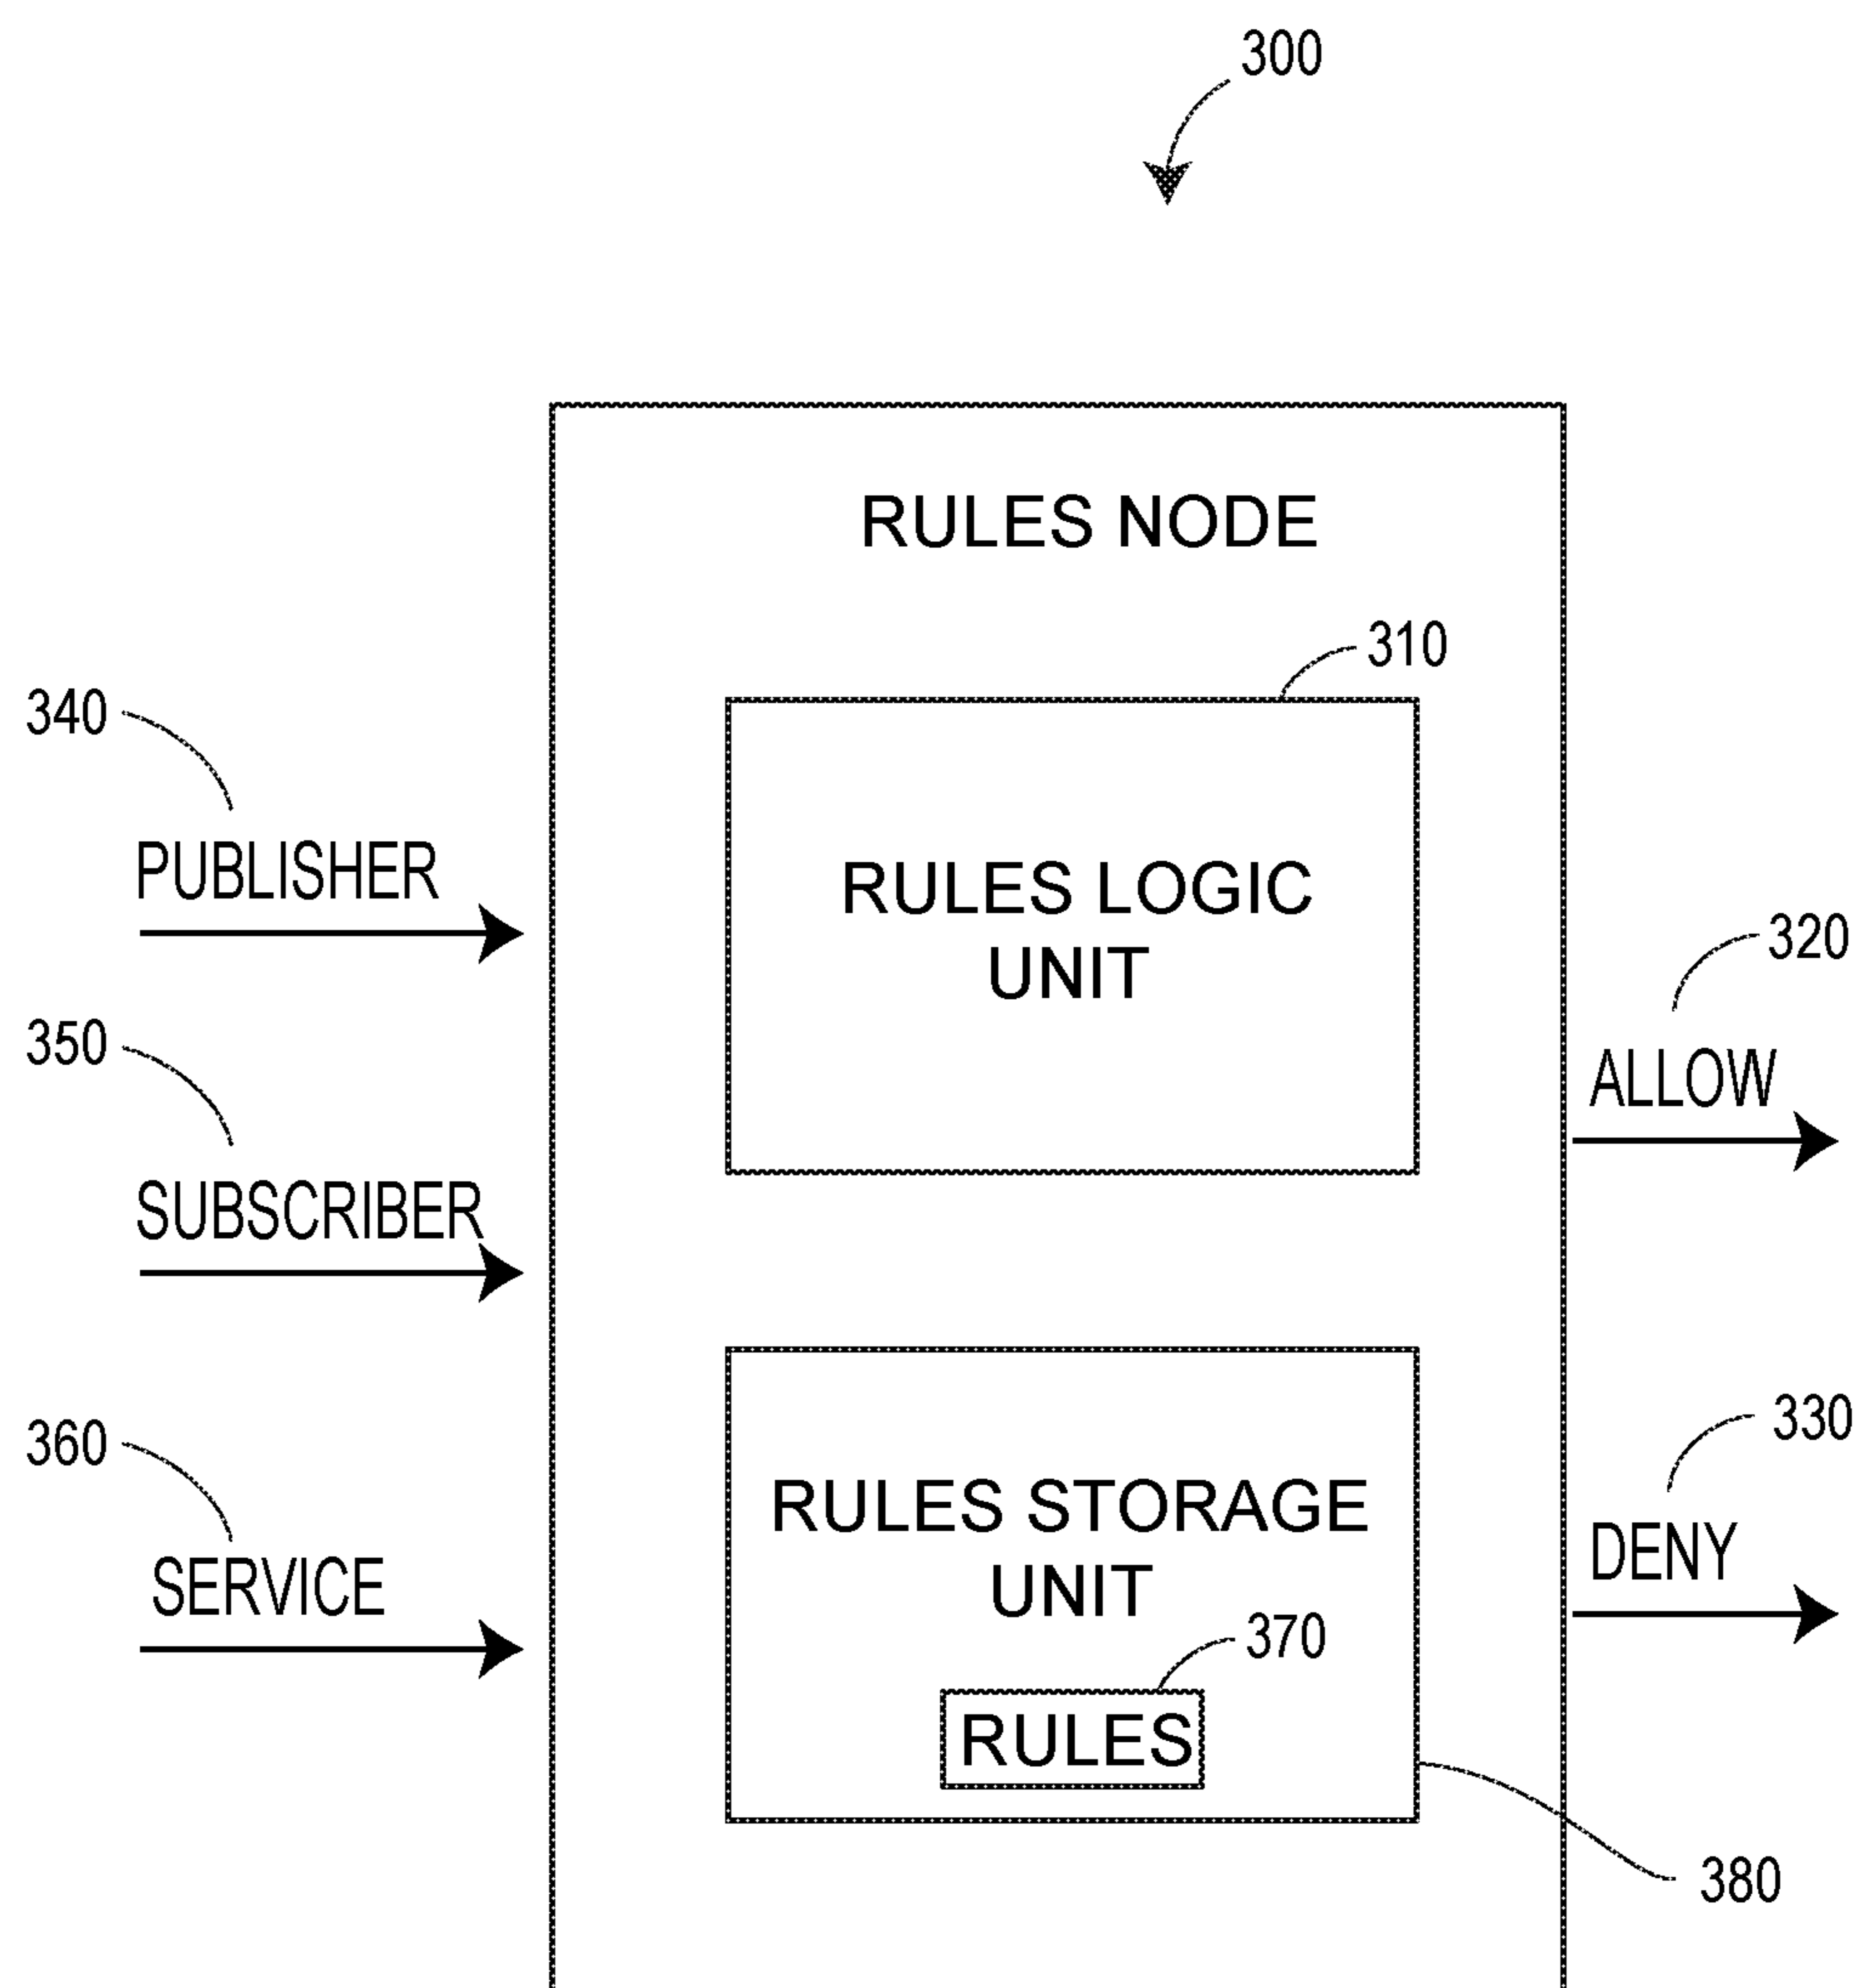 300
RULES NODE
310
340
PUBLISHER
RULES LOGIC
UNIT
320
350
ALLOW
SUBSCRIBER
330
360
RULES STORAGE
UNIT
DENY
SERVICE
370
RULES
380